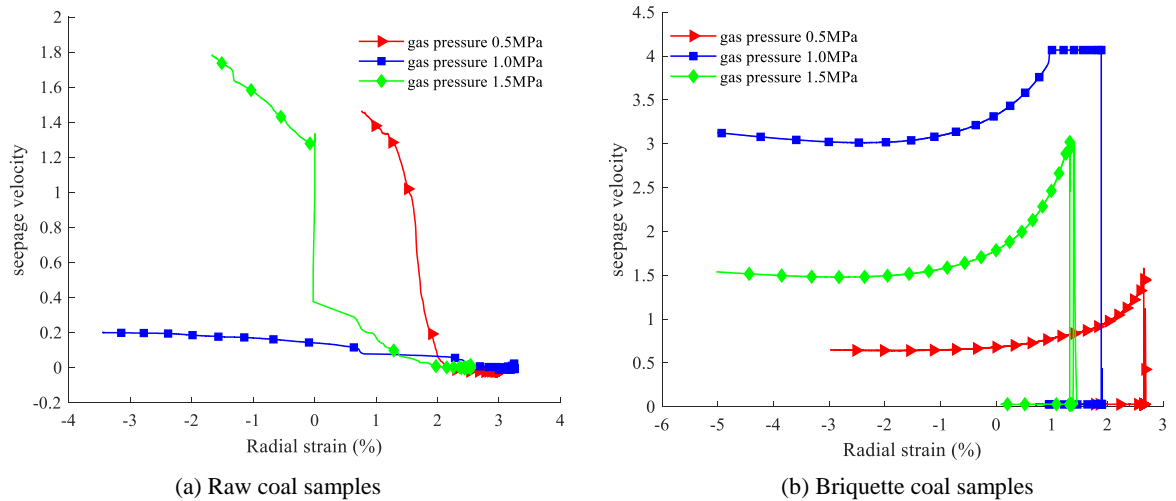 2
1.8
1.6
1.4
1.2
1
0.8
0.6
0.4
0.2
0
-0.2
seepage velocity
gas pressure 0.5MPa
gas pressure 1.0MPa
gas pressure 1.5MPa
-4 -3 -2 -1 0 1 2 3 4
Radial strain (%)
(a) Raw coal samples
4.5
4
3.5
3
2.5
2
1.5
1
0.5
0
seepage velocity
gas pressure 0.5MPa
gas pressure 1.0MPa
gas pressure 1.5MPa
-6 -5 -4 -3 -2 -1 0 1 2 3
Radial strain (%)
(b) Briquette coal samples